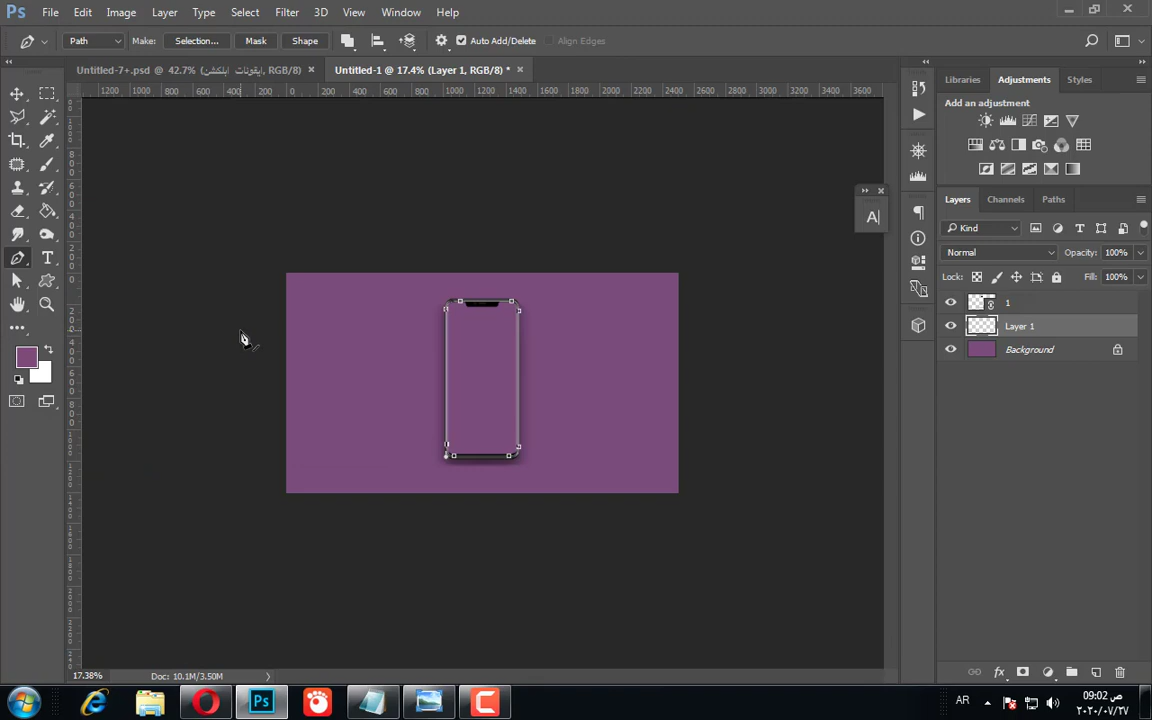 Ps File Edit Image Layer Type Select Filter 3D View Window Help
Path Make: Selection... Mask Shape Auto Add/Delete Align Edges
Untitled-7+.psd @ 42.7% (ايقونات ابلكشن, RGB/8) × Untitled-1 @ 17.4% (Layer 1, RGB/8) * ×
1200 1000 800 600 400 200 0 200 400 600 800 1000 1200 1400 1600 1800 2000 2200 2400 2600 2800 3000 3200 3400 3600
Libraries Adjustments Styles
Add an adjustment
A
Layers Channels Paths
Kind
Normal Opacity: 100%
Lock: Fill: 100%
1
Layer 1
Background
17.38% Doc: 10.1M/3.50M
Ps
AR
09:02 ص
٢٠٢٠/٠٧/٢٧